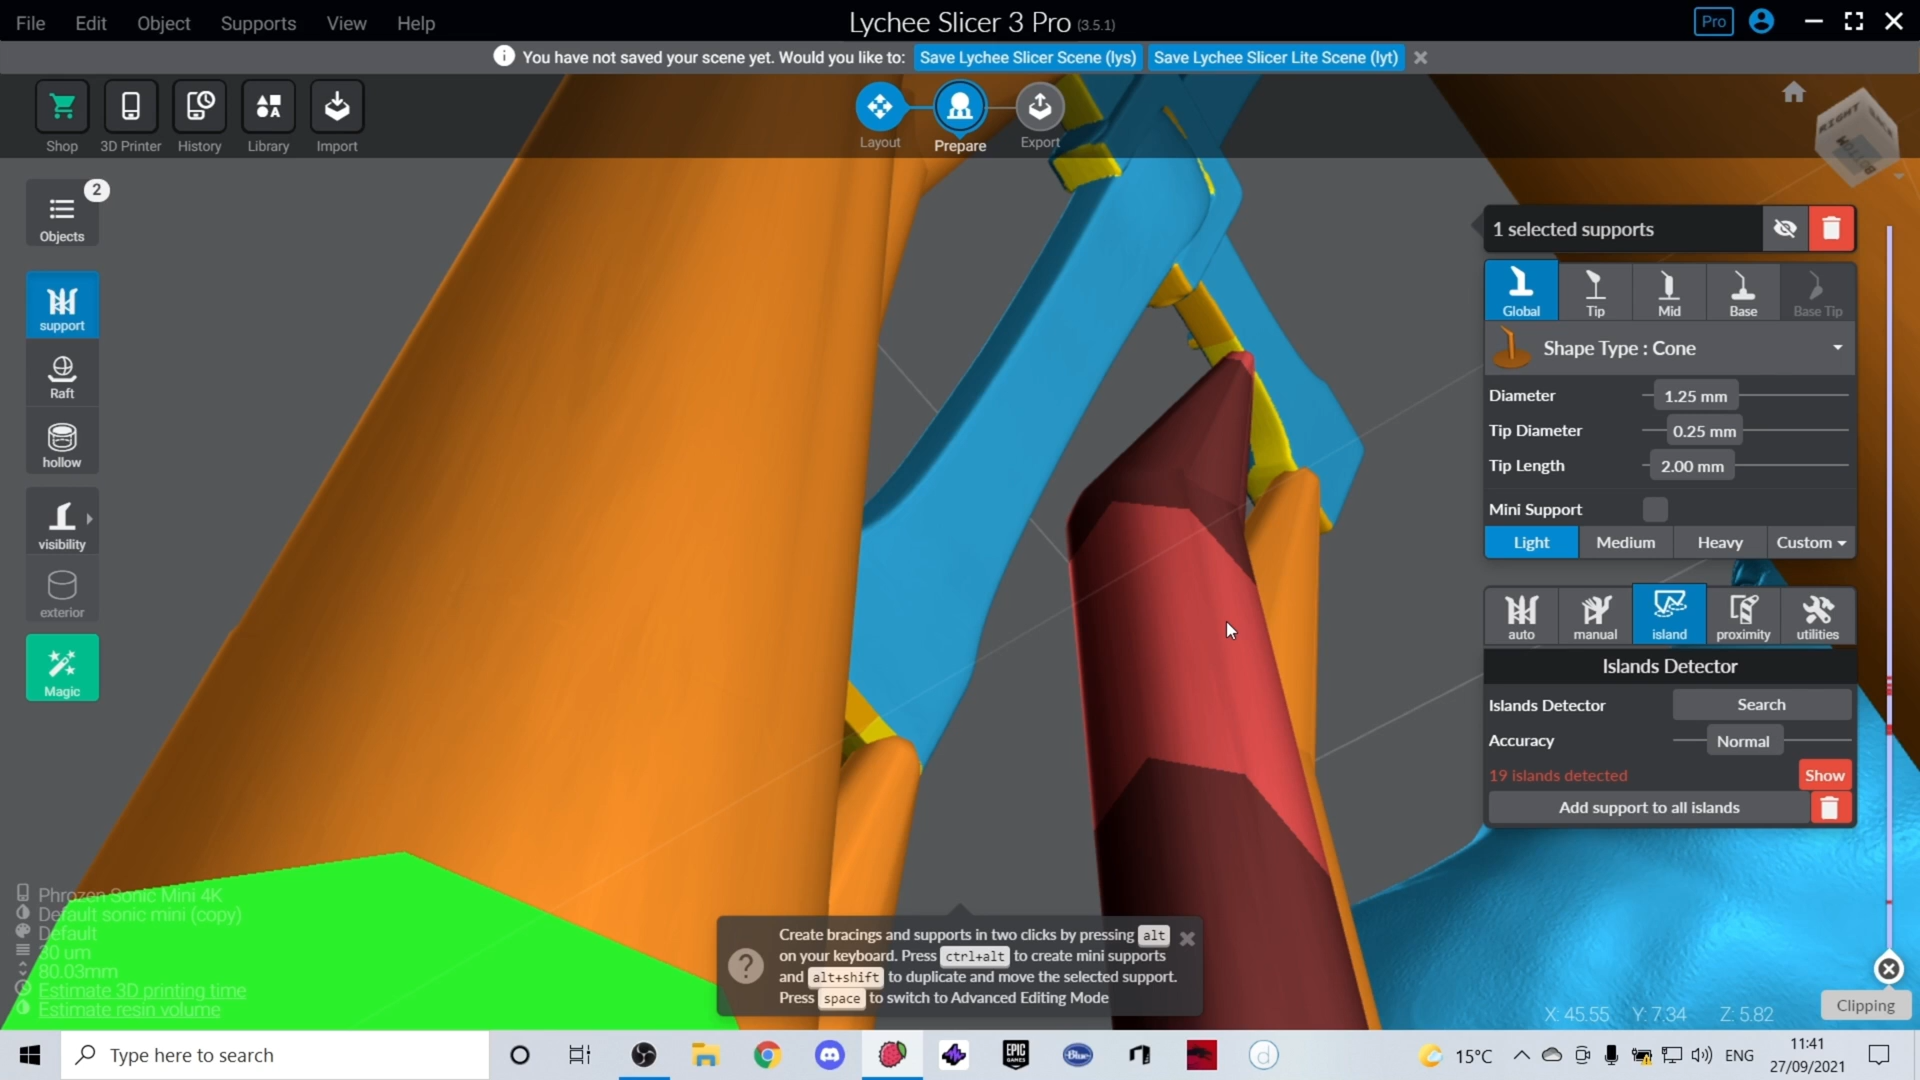 File Edit Object Supports View Help
Lychee Slicer 3 Pro (3.5.1)
Pro
You have not saved your scene yet. Would you like to: Save Lychee Slicer Scene (lys) Save Lychee Slicer Lite Scene (lyt)
Shop 3D Printer History Library Import
Layout Prepare Export
RIGHT BACK
BOTTOM
2
Objects
support
Raft
hollow
visibility
exterior
Magic
1 selected supports
Global Tip Mid Base Base Tip
Shape Type : Cone
Diameter 1.25 mm
Tip Diameter 0.25 mm
Tip Length 2.00 mm
Mini Support
Light Medium Heavy Custom
auto manual island proximity utilities
Islands Detector
Islands Detector Search
Accuracy Normal
19 islands detected Show
Add support to all islands
Phrozen Sonic Mini 4K
Default sonic mini (copy)
Default
30 um
80.03mm
Estimate 3D printing time
Estimate resin volume
Create bracings and supports in two clicks by pressing alt
on your keyboard. Press ctrl+alt to create mini supports
and alt+shift to duplicate and move the selected support.
Press space to switch to Advanced Editing Mode
Clipping
X: 45.55 Y: 7.34 Z: 5.82
Type here to search
EPIC GAMES
Blue
15°C
ENG
11:41
27/09/2021